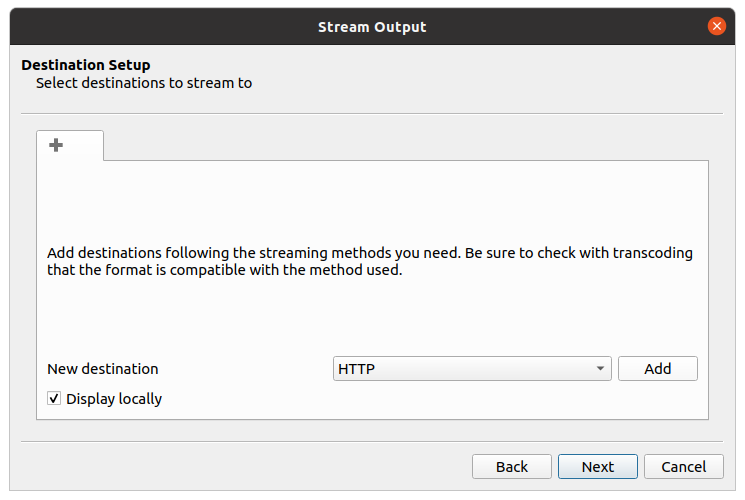 Stream Output
Destination Setup
Select destinations to stream to
Add destinations following the streaming methods you need. Be sure to check with transcoding
that the format is compatible with the method used.
New destination
HTTP
Add
Display locally
Back
Next
Cancel